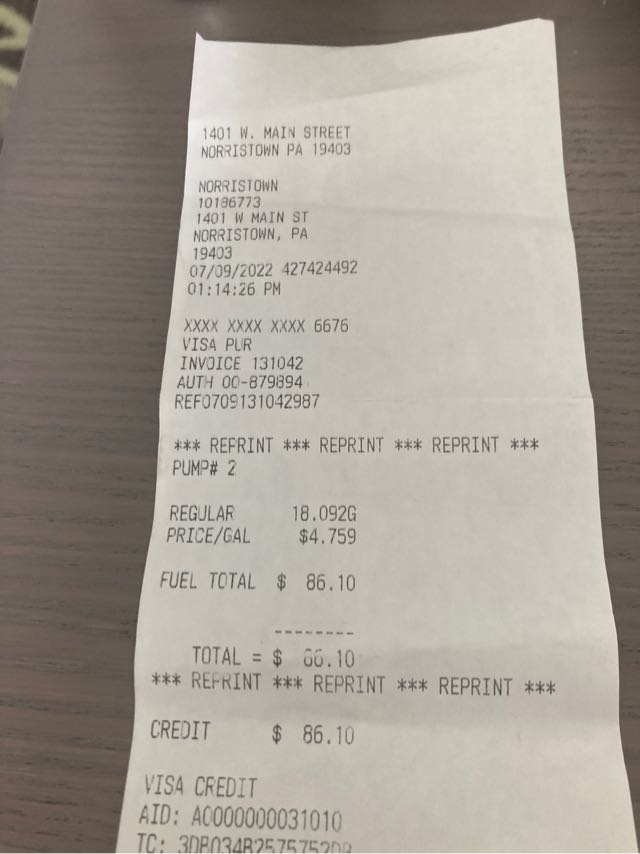 1401 W. MAIN STREET
NORRISTOWN PA 19403
NORRISTOWN
10186773
1401 W MAIN ST
NORRISTOWN, PA
19403
07/09/2022 427424492
01:14:26 PM
XXXX XXXX XXXX 6676
VISA PUR
INVOICE 131042
AUTH 00-879894
REF0709131042987
*** REPRINT *** REPRINT *** REPRINT ***
PUMP# 2
REGULAR 18.092G
PRICE/GAL $4.759
FUEL TOTAL $ 86.10
--------
TOTAL = $ 86.10
*** REPRINT *** REPRINT *** REPRINT ***
CREDIT $ 86.10
VISA CREDIT
AID: A0000000031010
TC: